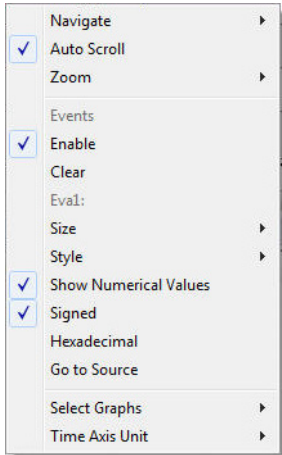 Navigate
Auto Scroll
Zoom
Events
Enable
Clear
Eva1:
Size
Style
Show Numerical Values
Signed
Hexadecimal
Go to Source
Select Graphs
Time Axis Unit